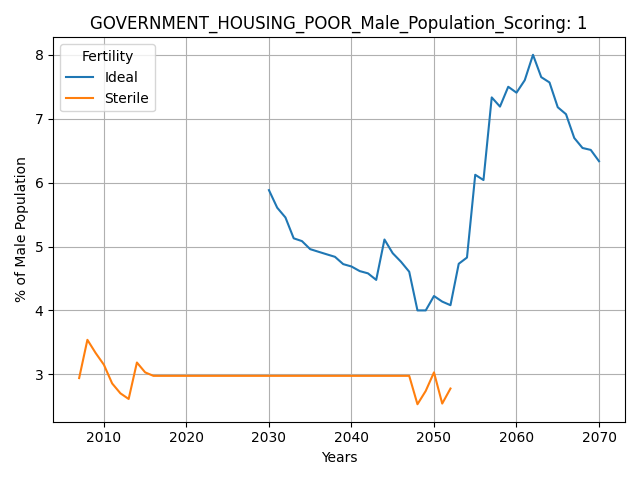 GOVERNMENT_HOUSING_POOR_Male_Population_Scoring: 1
Fertility
Ideal
Sterile
% of Male Population
8
7
6
5
4
3
2010 2020 2030 2040 2050 2060 2070
Years